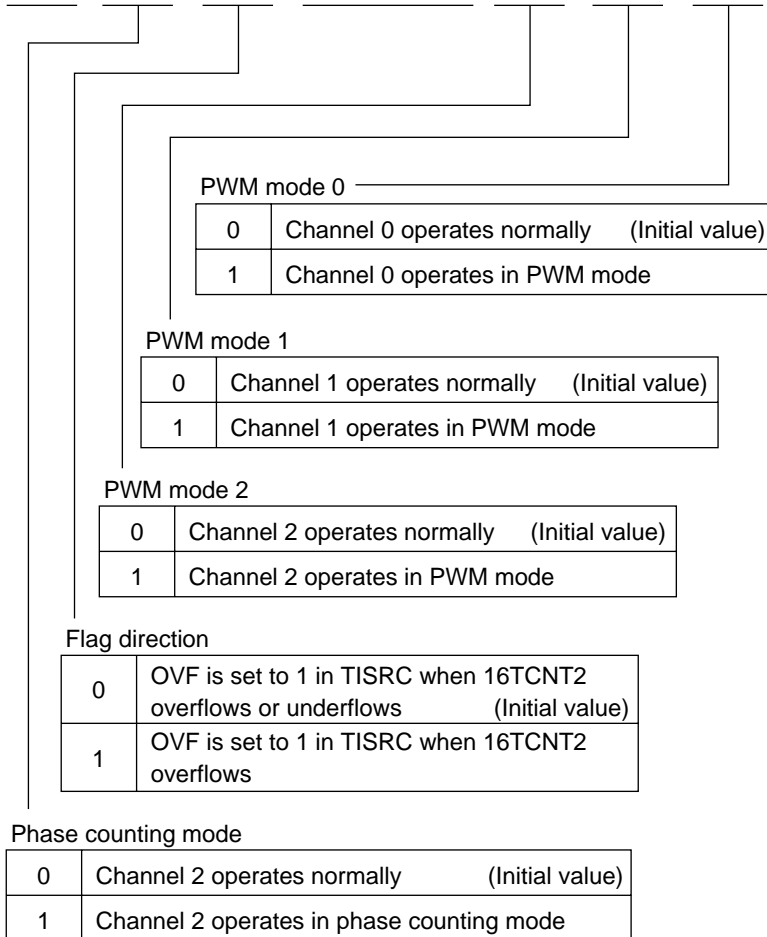 PWM mode 0
0 Channel 0 operates normally (Initial value)
1 Channel 0 operates in PWM mode
PWM mode 1
0 Channel 1 operates normally (Initial value)
1 Channel 1 operates in PWM mode
PWM mode 2
0 Channel 2 operates normally (Initial value)
1 Channel 2 operates in PWM mode
Flag direction
0 OVF is set to 1 in TISRC when 16TCNT2
overflows or underflows (Initial value)
1 OVF is set to 1 in TISRC when 16TCNT2
overflows
Phase counting mode
0 Channel 2 operates normally (Initial value)
1 Channel 2 operates in phase counting mode